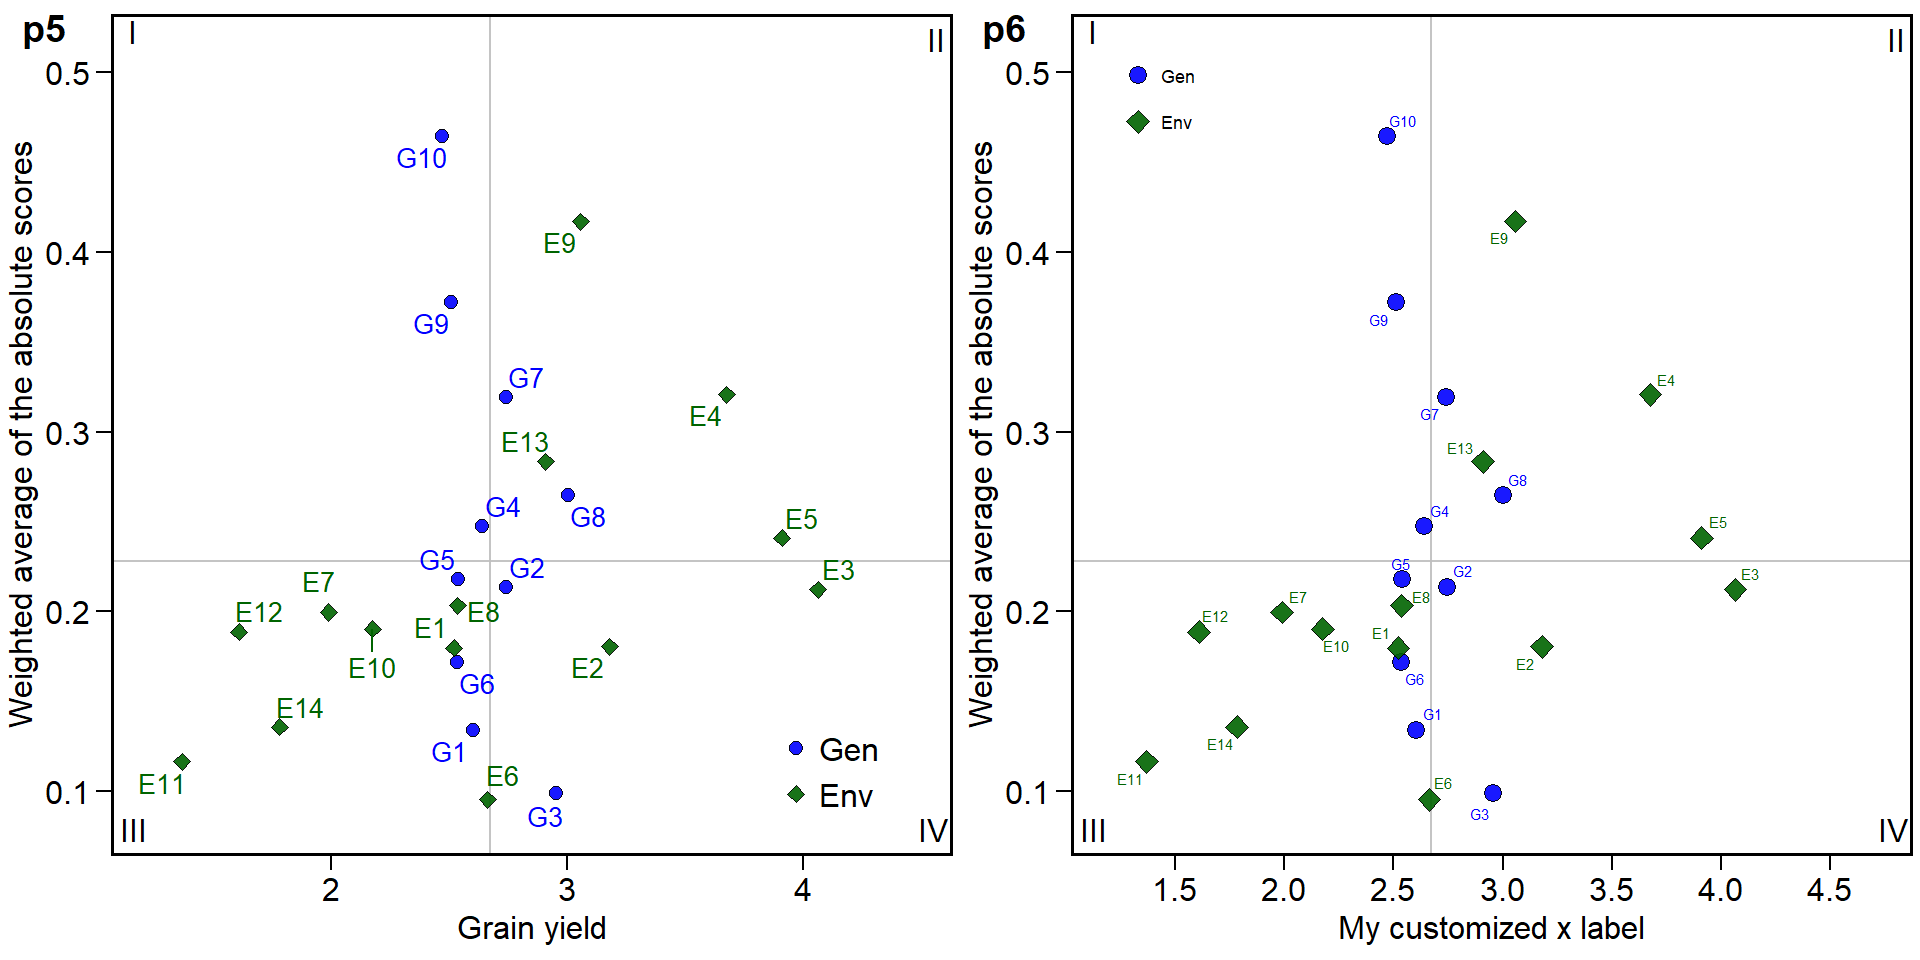 p5
I
II
0.5
0.4
0.3
0.2
0.1
Weighted average of the absolute scores
G10
E9
G9
G7
E4
E13
G4
G8
E5
G5
G2
E3
E7
E12
E8
E1
E10
E2
G6
E14
G1
E6
E11
G3
Gen
Env
III
IV
2
3
4
Grain yield
p6
I
II
0.5
0.4
0.3
0.2
0.1
Weighted average of the absolute scores
Gen
Env
G10
E9
G9
E4
G7
E13
G8
G4
E5
G5
G2
E3
E7
E8
E12
E1
E10
E2
G6
G1
E14
E11
E6
G3
III
IV
1.5
2.0
2.5
3.0
3.5
4.0
4.5
My customized x label